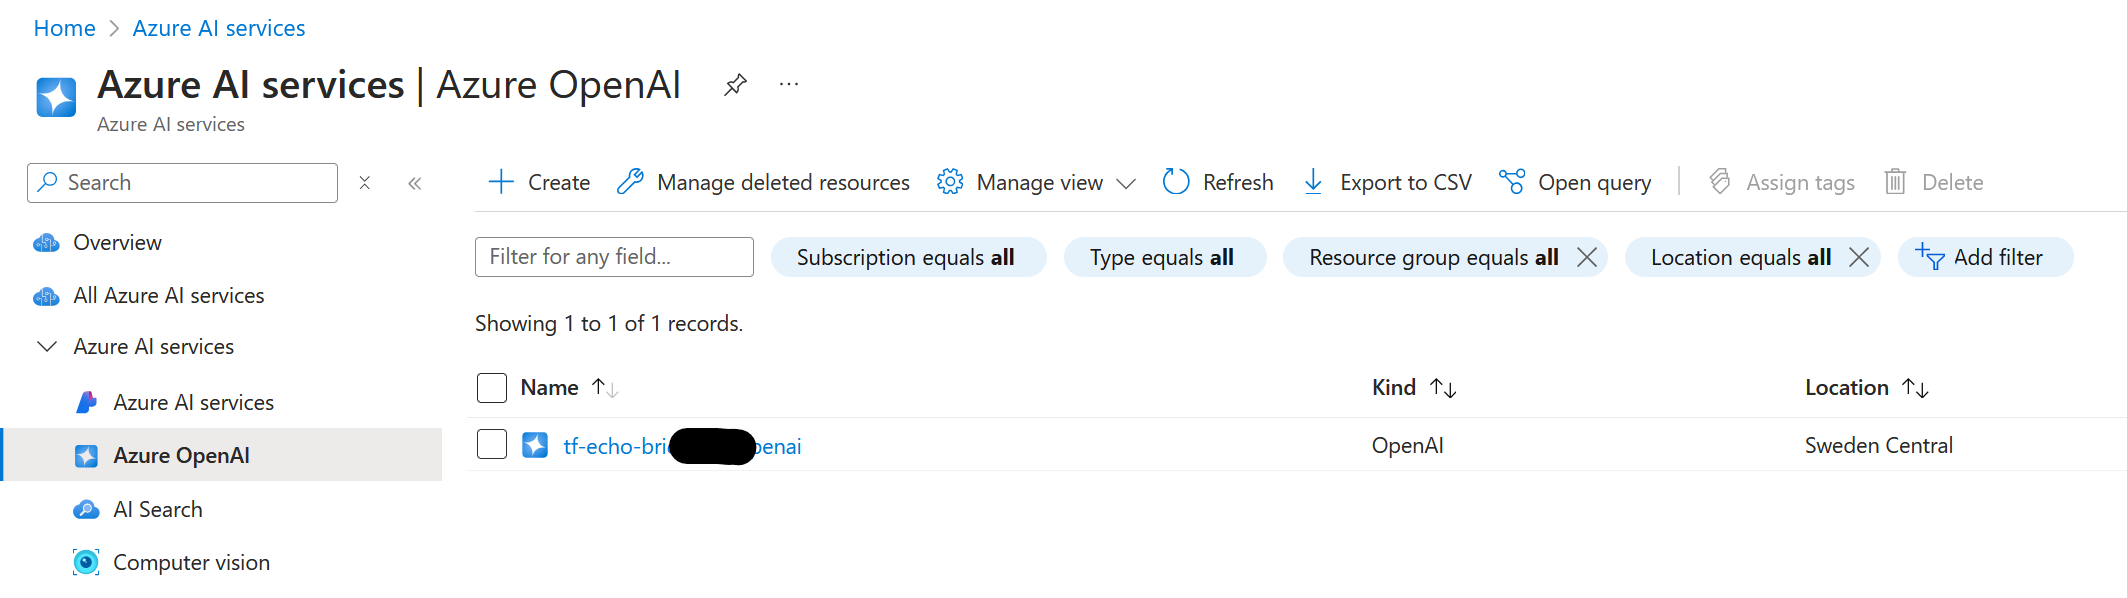 Home > Azure AI services
Azure AI services | Azure OpenAI ...
Azure AI services
Search
Create Manage deleted resources Manage view Refresh Export to CSV Open query Assign tags Delete
Overview
All Azure AI services
Azure AI services
Azure AI services
Azure OpenAI
AI Search
Computer vision
Filter for any field... Subscription equals all Type equals all Resource group equals all Location equals all Add filter
Showing 1 to 1 of 1 records.
Name Kind Location
tf-echo-bri penai OpenAI Sweden Central